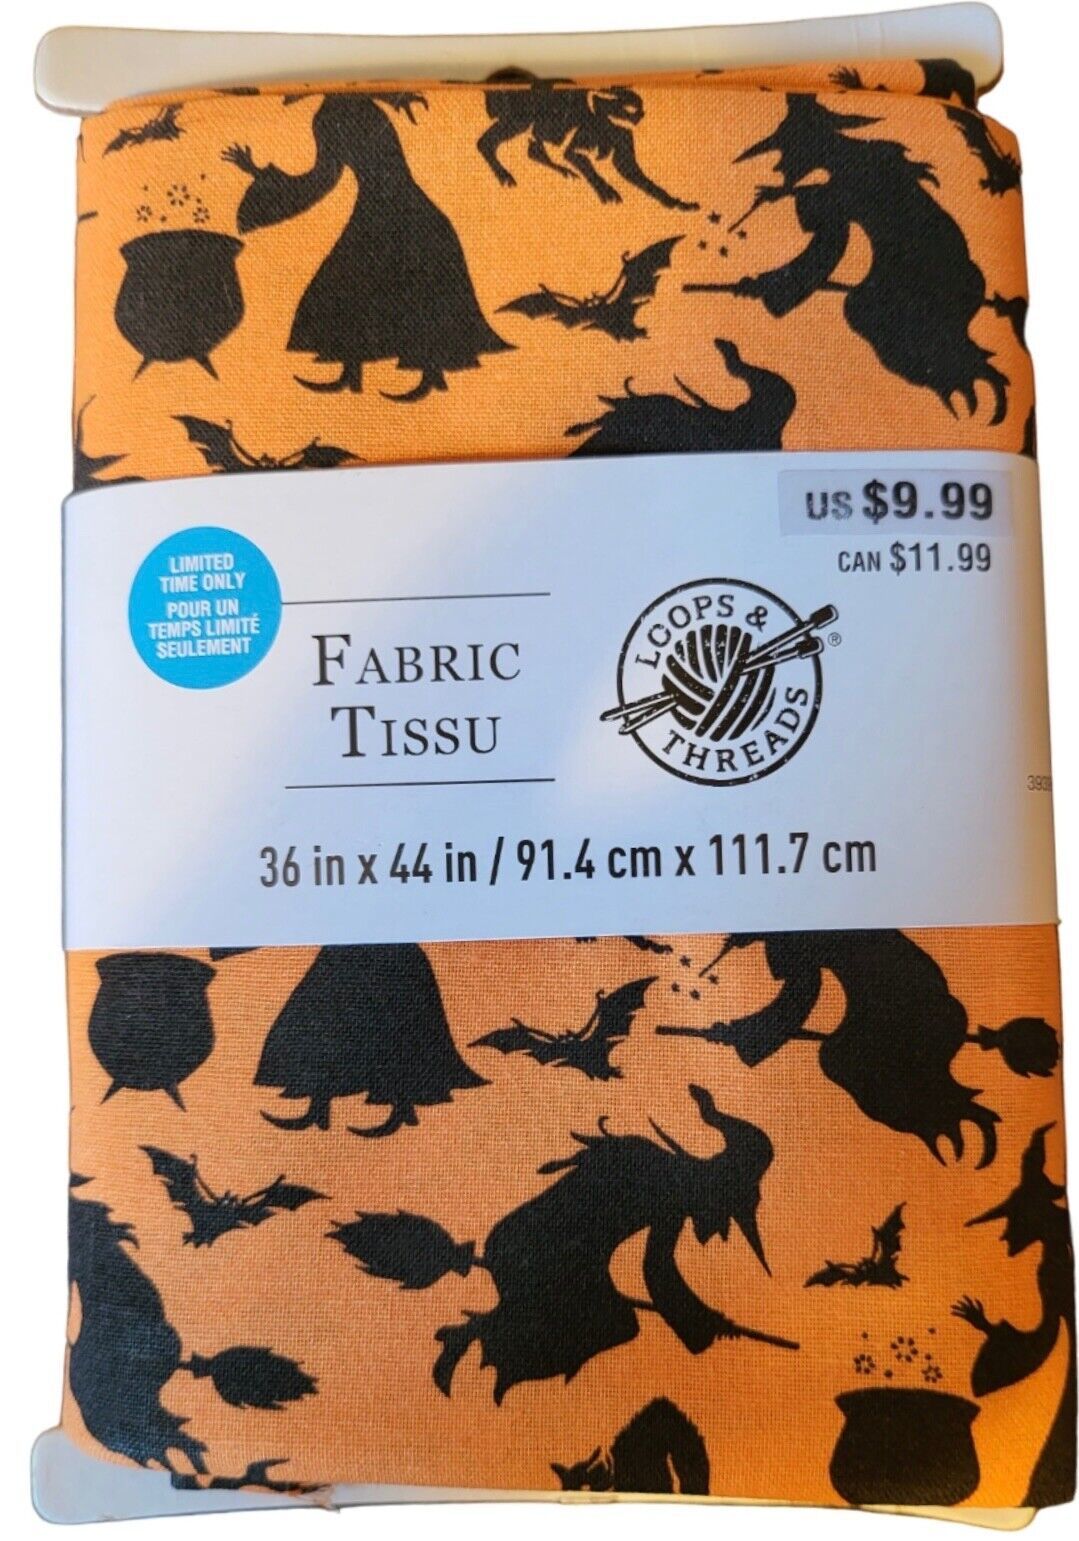 US $9.99
CAN $11.99
LIMITED
TIME ONLY
POUR UN
TEMPS LIMITÉ
SEULEMENT
FABRIC
TISSU
LOOPS &
THREADS
®
36 in x 44 in / 91.4 cm x 111.7 cm